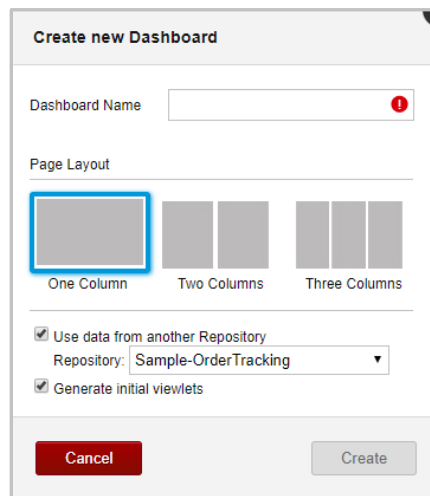 Create new Dashboard
Dashboard Name
!
Page Layout
One Column Two Columns Three Columns
Use data from another Repository
Repository: Sample-OrderTracking
Generate initial viewlets
Cancel Create